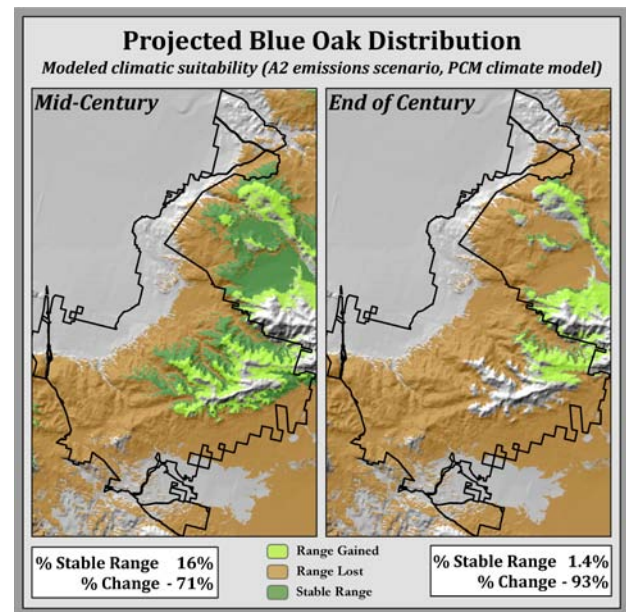 Projected Blue Oak Distribution
Modeled climatic suitability (A2 emissions scenario, PCM climate model)
Mid-Century
End of Century
% Stable Range 16%
% Change - 71%
Range Gained
Range Lost
Stable Range
% Stable Range 1.4%
% Change - 93%